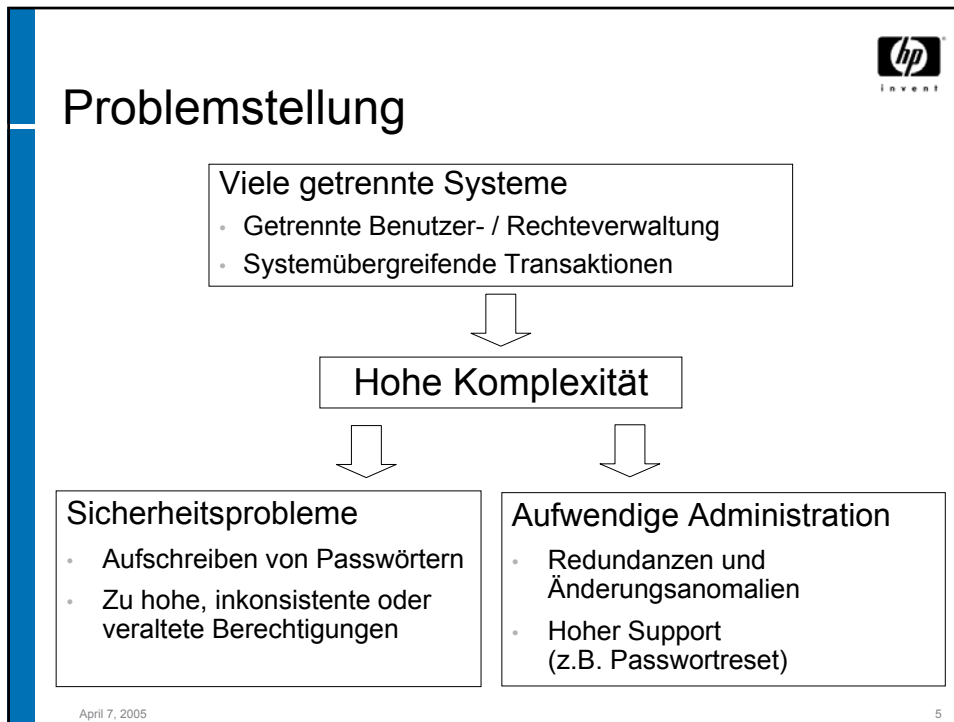 hp
invent
Problemstellung
Viele getrennte Systeme
• Getrennte Benutzer- / Rechteverwaltung
• Systemübergreifende Transaktionen
Hohe Komplexität
Sicherheitsprobleme
• Aufschreiben von Passwörtern
• Zu hohe, inkonsistente oder
veraltete Berechtigungen
Aufwendige Administration
• Redundanzen und
Änderungsanomalien
• Hoher Support
(z.B. Passwortreset)
April 7, 2005
5